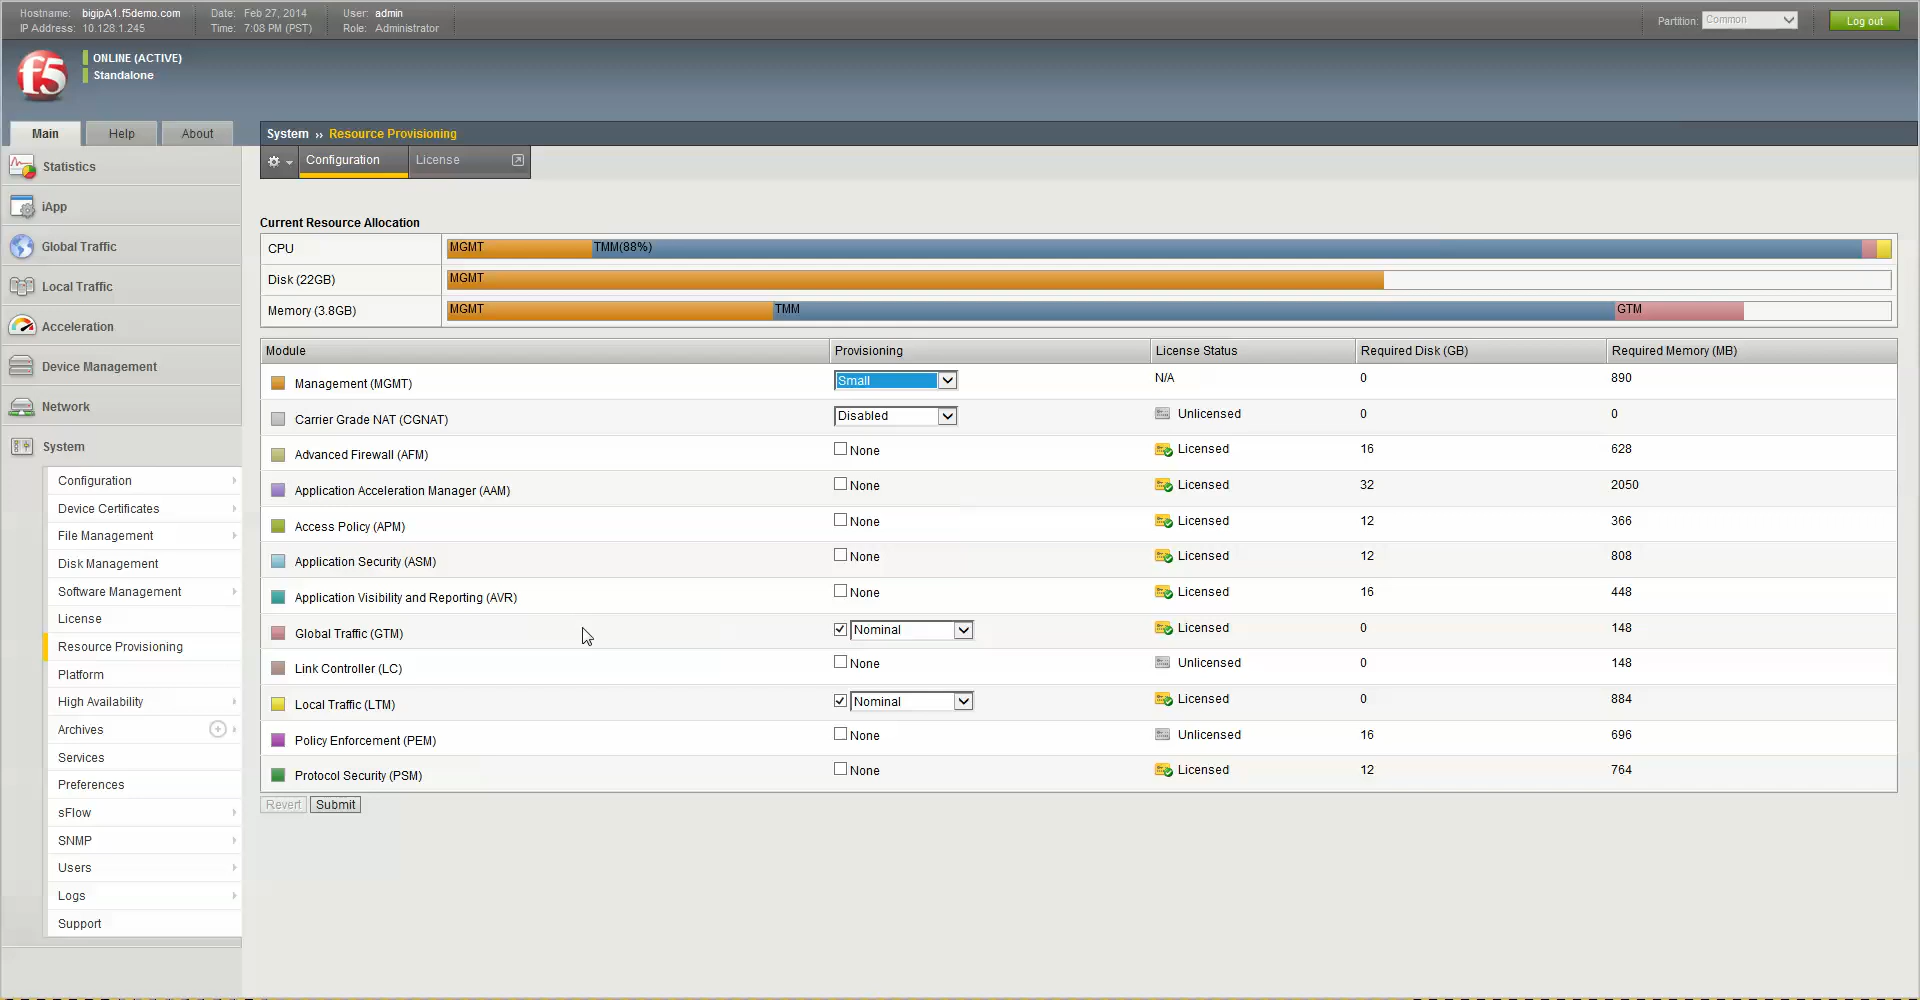 Hostname: bigipA1.f5demo.com Date: Feb 27, 2014 User: admin
IP Address: 10.128.1.245 Time: 7:08 PM (PST) Role: Administrator
Partition: Common Log out
f5
ONLINE (ACTIVE)
Standalone
Main Help About
System ›› Resource Provisioning
Configuration License
Statistics
iApp
Global Traffic
Local Traffic
Acceleration
Device Management
Network
System
Configuration
Device Certificates
File Management
Disk Management
Software Management
License
Resource Provisioning
Platform
High Availability
Archives
Services
Preferences
sFlow
SNMP
Users
Logs
Support
Current Resource Allocation
CPU MGMT TMM(88%)
Disk (22GB) MGMT
Memory (3.8GB) MGMT TMM GTM
Module Provisioning License Status Required Disk (GB) Required Memory (MB)
Management (MGMT) Small N/A 0 890
Carrier Grade NAT (CGNAT) Disabled Unlicensed 0 0
Advanced Firewall (AFM) None Licensed 16 628
Application Acceleration Manager (AAM) None Licensed 32 2050
Access Policy (APM) None Licensed 12 366
Application Security (ASM) None Licensed 12 808
Application Visibility and Reporting (AVR) None Licensed 16 448
Global Traffic (GTM) Nominal Licensed 0 148
Link Controller (LC) None Unlicensed 0 148
Local Traffic (LTM) Nominal Licensed 0 884
Policy Enforcement (PEM) None Unlicensed 16 696
Protocol Security (PSM) None Licensed 12 764
Revert Submit